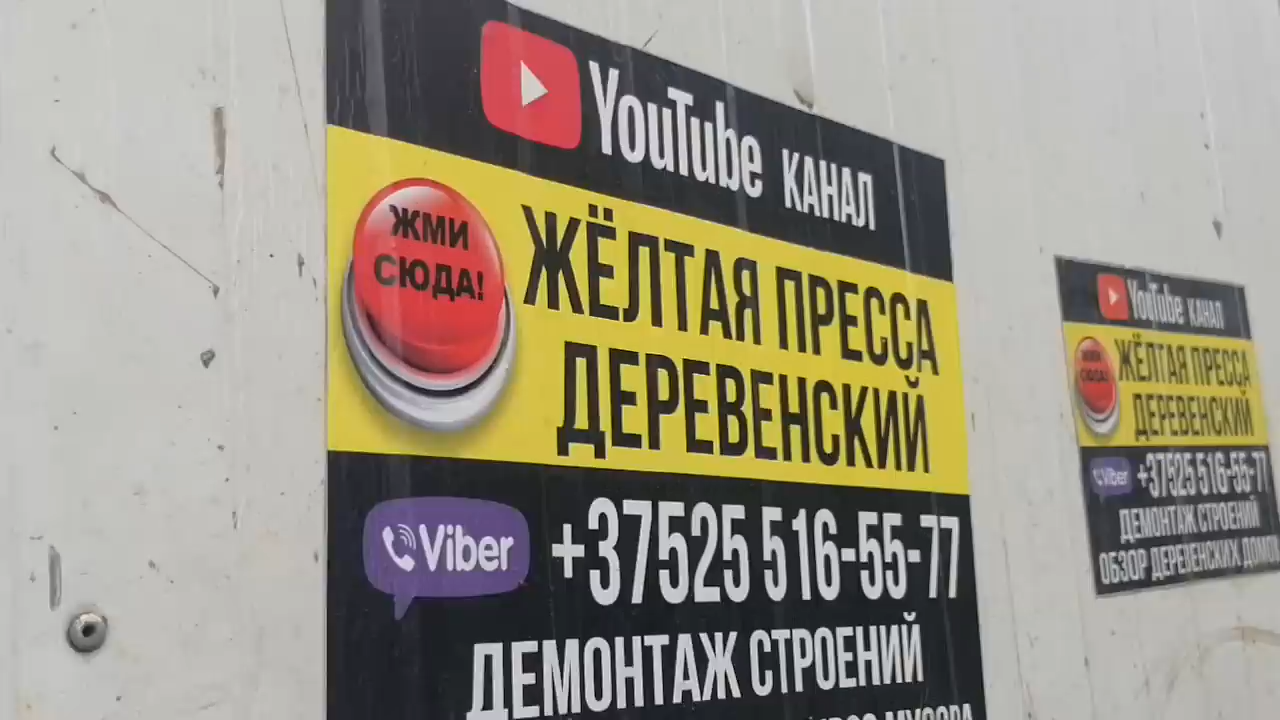 YouTube КАНАЛ
ЖМИ
СЮДА!
ЖЁЛТАЯ ПРЕССА
ДЕРЕВЕНСКИЙ
Viber +37525 516-55-77
ДЕМОНТАЖ СТРОЕНИЙ
МУСОРА
YouTube КАНАЛ
ЖМИ
СЮДА!
ЖЁЛТАЯ ПРЕССА
ДЕРЕВЕНСКИЙ
Viber +37525 516-55-77
ДЕМОНТАЖ СТРОЕНИЙ
ОБЗОР ДЕРЕВЕНСКИХ